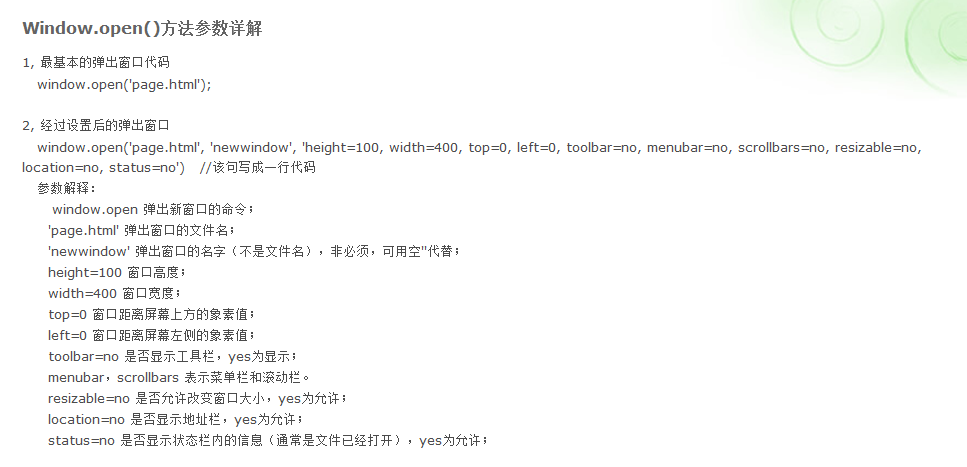 Window.open()方法参数详解
1, 最基本的弹出窗口代码
window.open('page.html');
2, 经过设置后的弹出窗口
window.open('page.html', 'newwindow', 'height=100, width=400, top=0, left=0, toolbar=no, menubar=no, scrollbars=no, resizable=no,
location=no, status=no') //该句写成一行代码
参数解释：
window.open 弹出新窗口的命令；
'page.html' 弹出窗口的文件名；
'newwindow' 弹出窗口的名字（不是文件名），非必须，可用空''代替；
height=100 窗口高度；
width=400 窗口宽度；
top=0 窗口距离屏幕上方的象素值；
left=0 窗口距离屏幕左侧的象素值；
toolbar=no 是否显示工具栏，yes为显示；
menubar，scrollbars 表示菜单栏和滚动栏。
resizable=no 是否允许改变窗口大小，yes为允许；
location=no 是否显示地址栏，yes为允许；
status=no 是否显示状态栏内的信息（通常是文件已经打开），yes为允许；